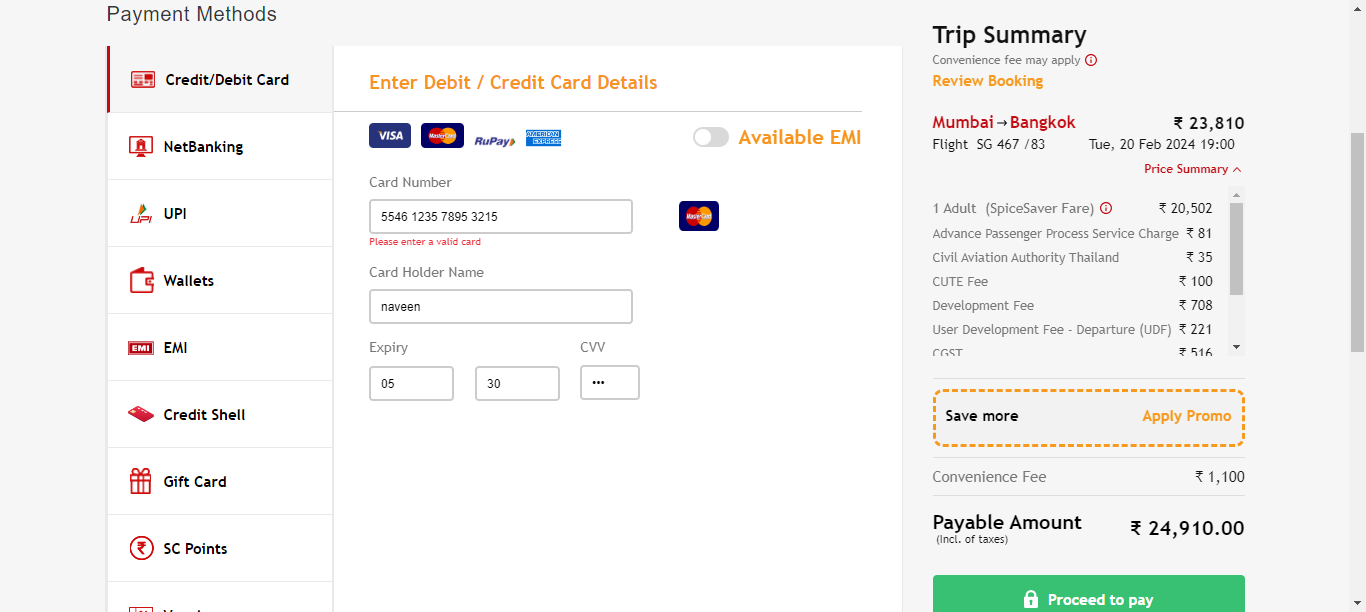 Payment Methods
Credit/Debit Card
NetBanking
UPI
UPI
Wallets
EMI
EMI
Credit Shell
Gift Card
SC Points
Enter Debit / Credit Card Details
VISA
MasterCard
RuPay
AMERICAN EXPRESS
Available EMI
Card Number
5546 1235 7895 3215
MasterCard
Please enter a valid card
Card Holder Name
naveen
Expiry
CVV
05
30
•••
Trip Summary
Convenience fee may apply
Review Booking
Mumbai→Bangkok ₹ 23,810
Flight SG 467 /83 Tue, 20 Feb 2024 19:00
Price Summary
1 Adult (SpiceSaver Fare) ₹ 20,502
Advance Passenger Process Service Charge ₹ 81
Civil Aviation Authority Thailand ₹ 35
CUTE Fee ₹ 100
Development Fee ₹ 708
User Development Fee - Departure (UDF) ₹ 221
CGST ₹ 516
Save more Apply Promo
Convenience Fee ₹ 1,100
Payable Amount ₹ 24,910.00
(Incl. of taxes)
Proceed to pay